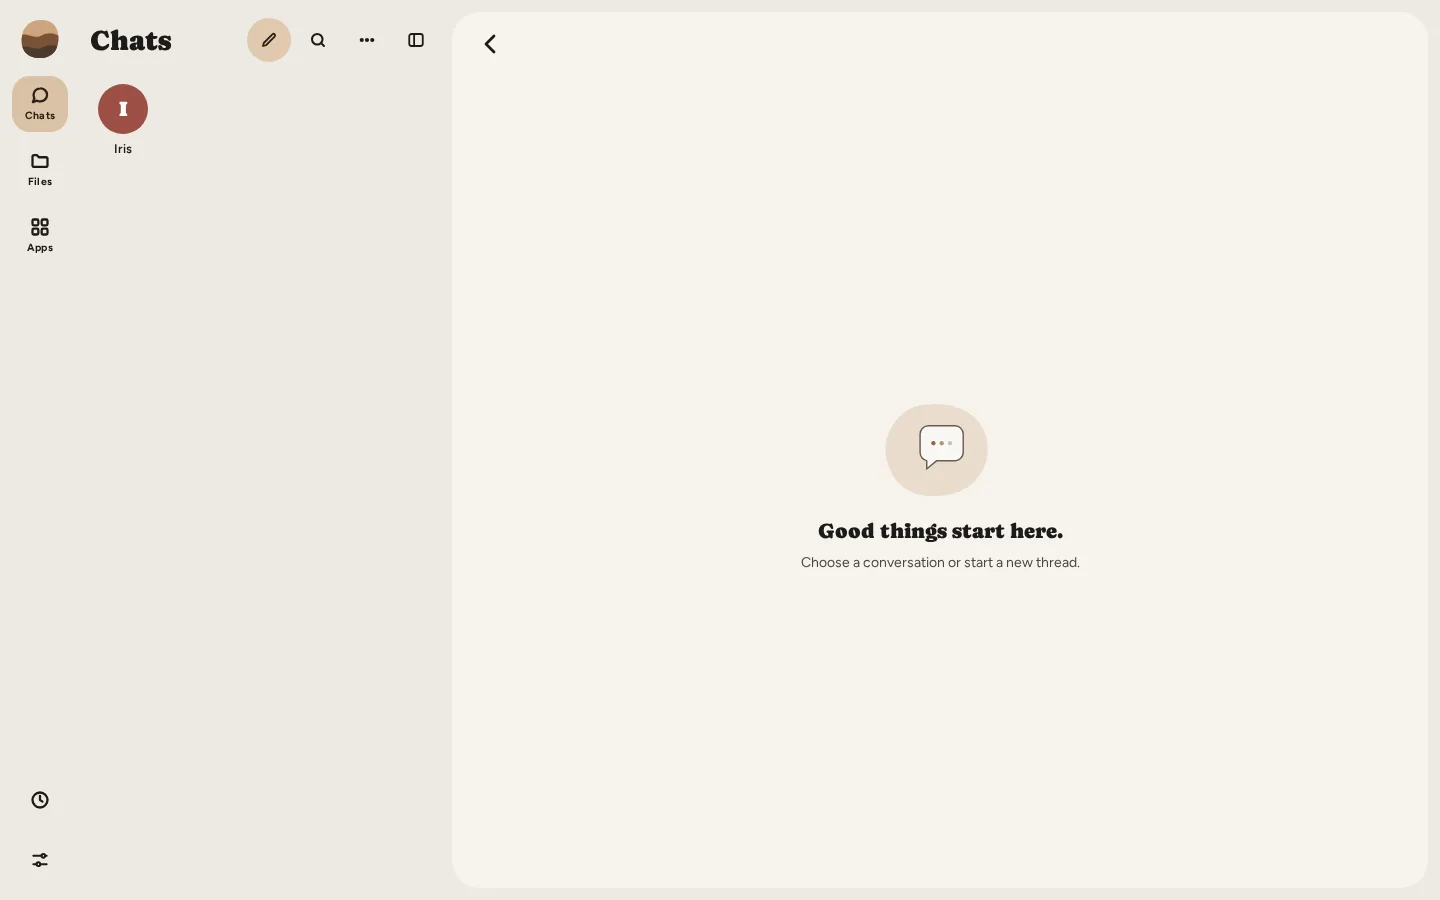 Chats
Chats
I
Iris
Files
Apps
Good things start here.
Choose a conversation or start a new thread.